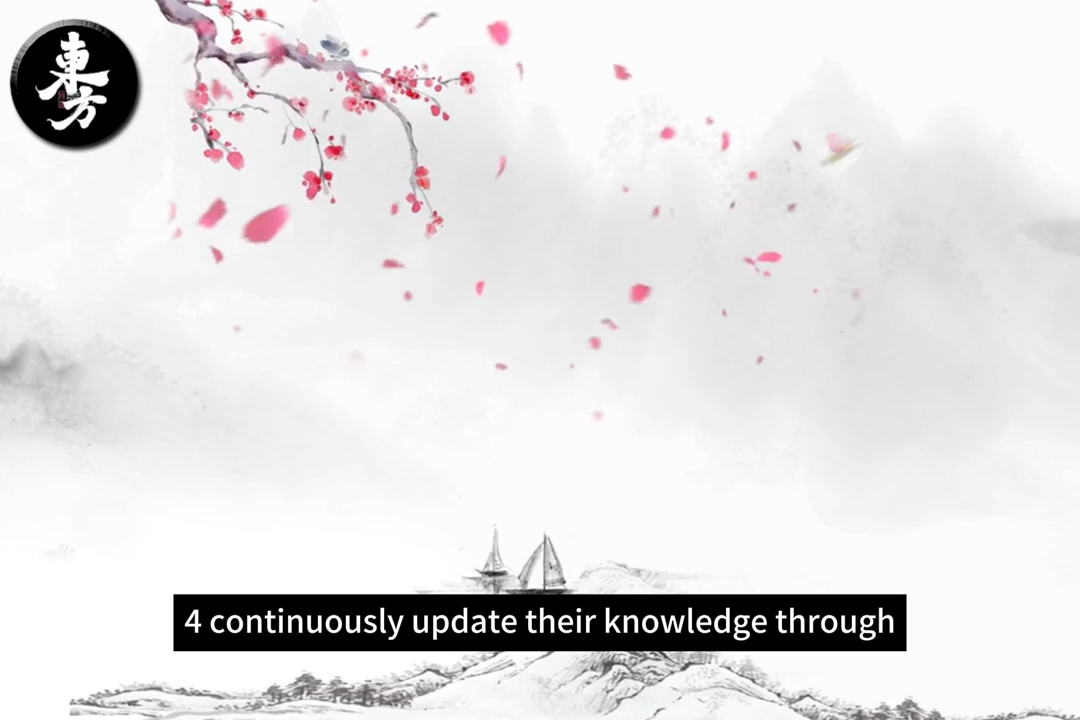 東方
4 continuously update their knowledge through